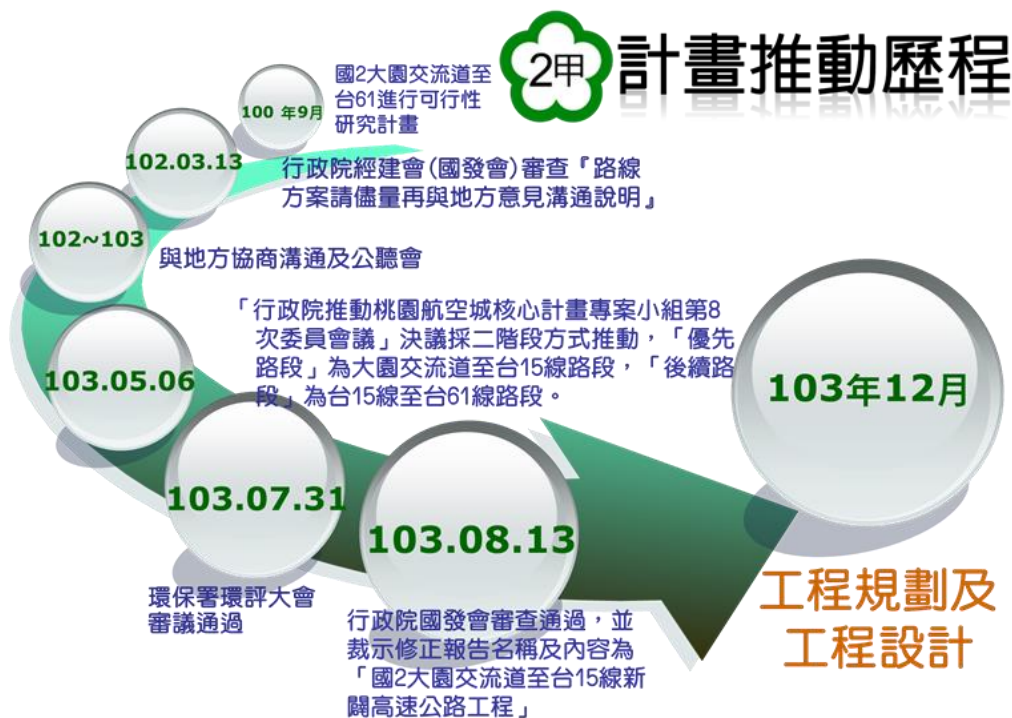 2甲 計畫推動歷程
100 年9月
國2大園交流道至
台61進行可行性
研究計畫
102.03.13
行政院經建會(國發會)審查『路線
方案請儘量再與地方意見溝通說明』
102~103
與地方協商溝通及公聽會
103.05.06
「行政院推動桃園航空城核心計畫專案小組第8
次委員會議」決議採二階段方式推動，「優先
路段」為大園交流道至台15線路段，「後續路
段」為台15線至台61線路段。
103.07.31
環保署環評大會
審議通過
103.08.13
行政院國發會審查通過，並
裁示修正報告名稱及內容為
「國2大園交流道至台15線新
闢高速公路工程」
103年12月
工程規劃及
工程設計